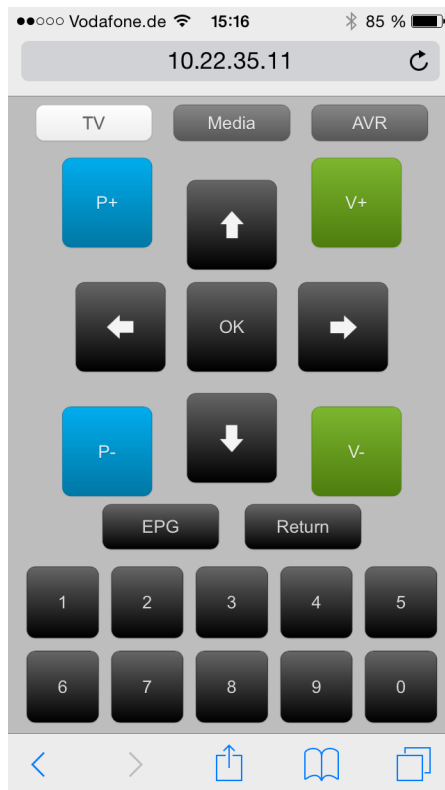 Vodafone.de 15:16 85 %
10.22.35.11
TV Media AVR
P+ V+
OK
P- V-
EPG Return
1 2 3 4 5
6 7 8 9 0